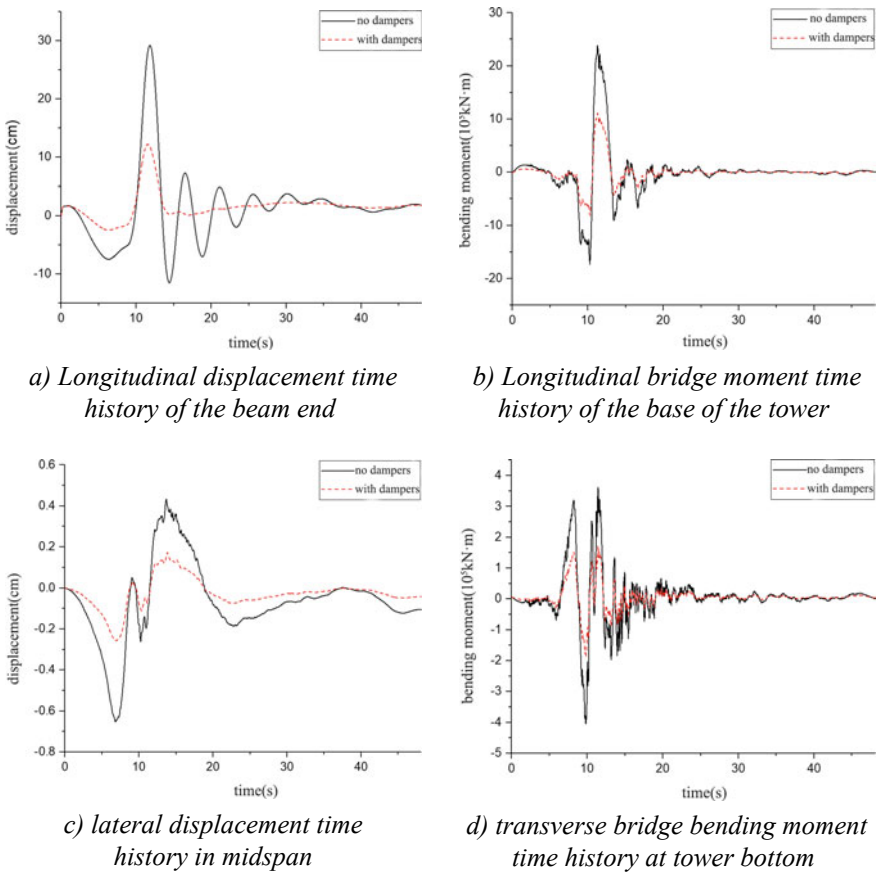 no dampers
with dampers
30
20
10
0
-10
displacement(cm)
0
10
20
30
40
time(s)
a) Longitudinal displacement time
history of the beam end
no dampers
with dampers
30
20
10
0
-10
-20
bending moment(10³kN·m)
0
10
20
30
40
time(s)
b) Longitudinal bridge moment time
history of the base of the tower
no dampers
with dampers
0.6
0.4
0.2
0.0
-0.2
-0.4
-0.6
-0.8
displacement(cm)
0
10
20
30
40
time(s)
c) lateral displacement time
history in midspan
no dampers
with dampers
4
3
2
1
0
-1
-2
-3
-4
-5
bending moment(10⁵kN·m)
0
10
20
30
40
time(s)
d) transverse bridge bending moment
time history at tower bottom